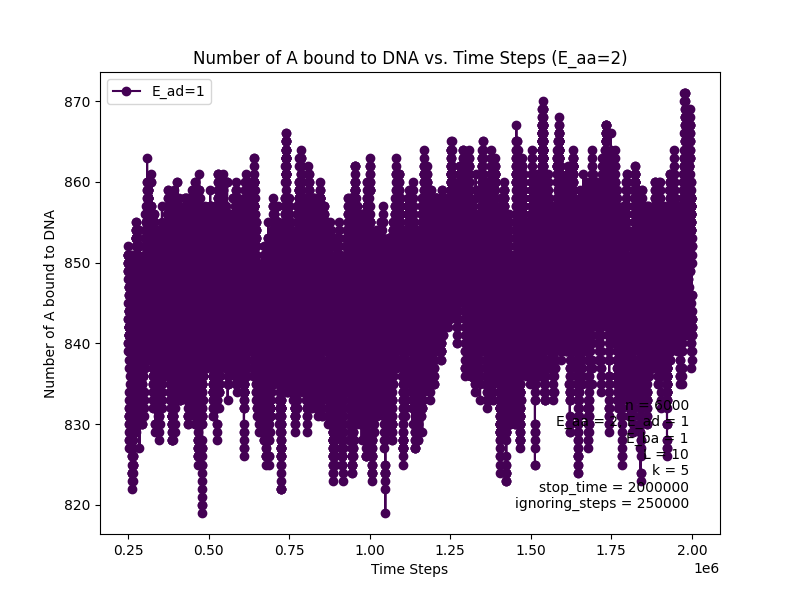 Number of A bound to DNA vs. Time Steps (E_aa=2)
E_ad=1
870
860
850
840
830
820
Number of A bound to DNA
n = 6000
E_aa = 2, E_ad = 1
E_ba = 1
L = 10
k = 5
stop_time = 2000000
ignoring_steps = 250000
0.25
0.50
0.75
1.00
1.25
1.50
1.75
2.00
1e6
Time Steps